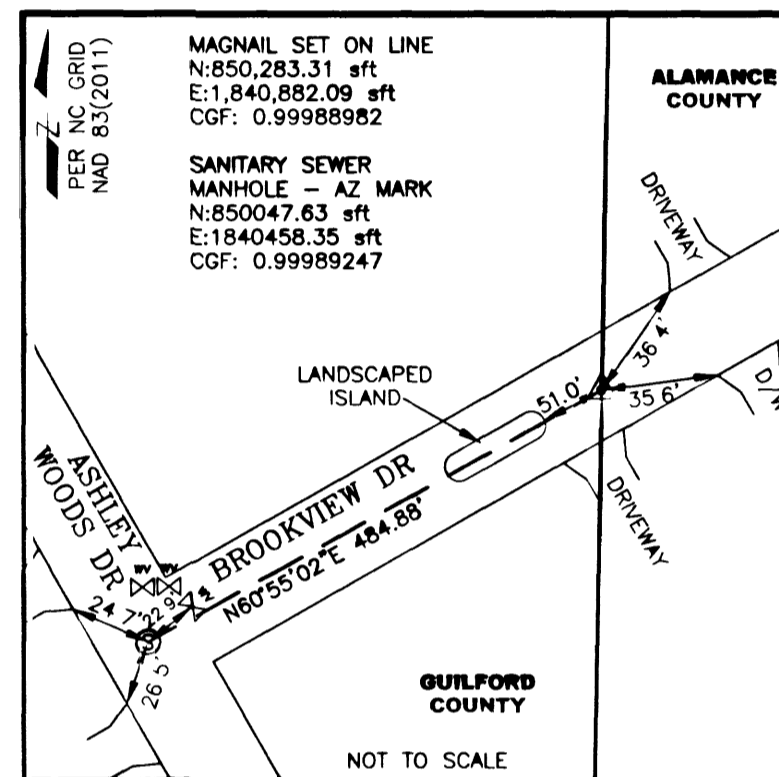 PER NC GRID
NAD 83(2011)
Z
MAGNAIL SET ON LINE
N:850,283.31 sft
E:1,840,882.09 sft
CGF: 0.99988982
SANITARY SEWER
MANHOLE – AZ MARK
N:850047.63 sft
E:1840458.35 sft
CGF: 0.99989247
ALAMANCE
COUNTY
DRIVEWAY
36 4'
35 6'
51.0'
D/W
LANDSCAPED
ISLAND
DRIVEWAY
BROOKVIEW DR
N60°55'02"E 484.88'
ASHLEY
WOODS DR
WV
WV
24 7'
22 9'
26 5'
S
GUILFORD
COUNTY
NOT TO SCALE